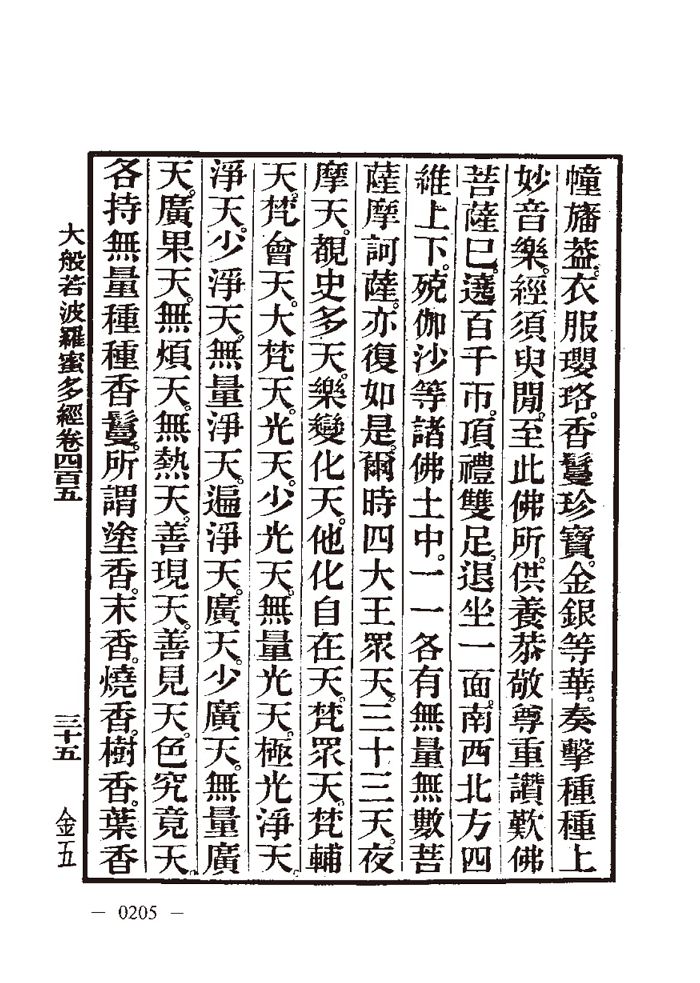 幢旛葢。衣服瓔珞。香鬘珍寶。金銀等華。奏擊種種上
妙音樂。經須臾閒。至此佛所。供養恭敬尊重讚歎佛
菩薩已。遶百千帀。頂禮雙足。退坐一面。南西北方四
維上下。殑伽沙等諸佛土中。一一各有無量無數菩
薩摩訶薩。亦復如是。爾時四大王眾天。三十三天。夜
摩天。覩史多天。樂變化天。他化自在天。梵眾天。梵輔
天。梵會天。大梵天。光天。少光天。無量光天。極光淨天。
淨天。少淨天。無量淨天。遍淨天。廣天。少廣天。無量廣
天。廣果天。無煩天。無熱天。善現天。善見天。色究竟天。
各持無量種種香鬘。所謂塗香。末香。燒香。樹香。葉香
大般若波羅蜜多經卷四百五 三十五 金五
— 0205 —